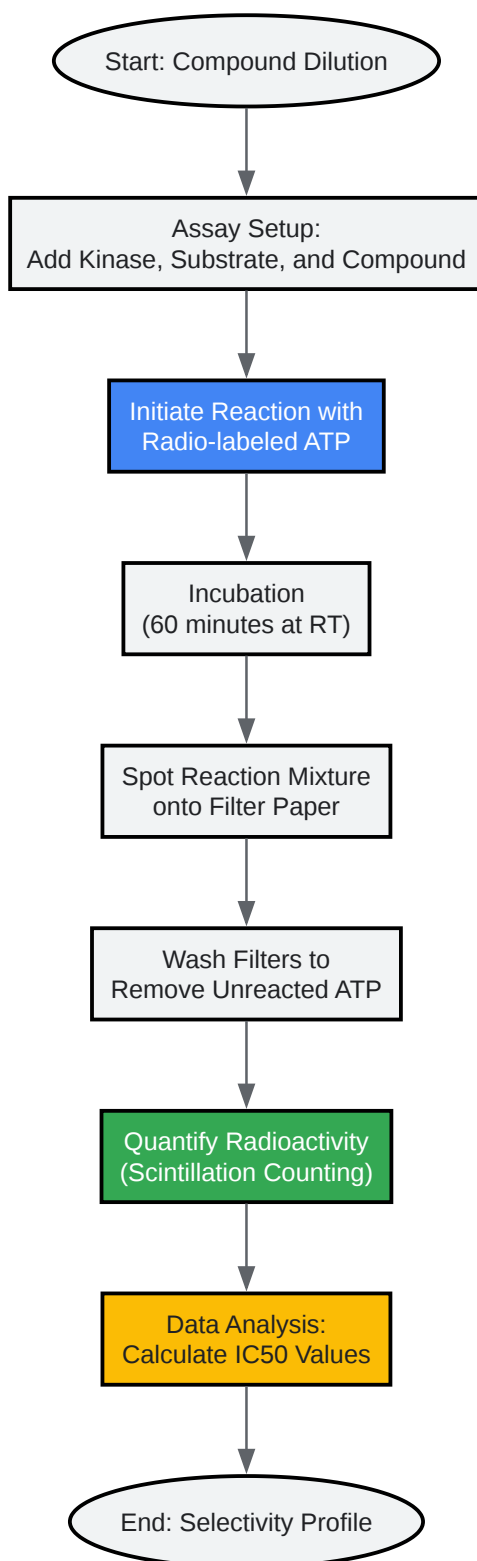 Start: Compound Dilution
Assay Setup:
Add Kinase, Substrate, and Compound
Initiate Reaction with
Radio-labeled ATP
Incubation
(60 minutes at RT)
Spot Reaction Mixture
onto Filter Paper
Wash Filters to
Remove Unreacted ATP
Quantify Radioactivity
(Scintillation Counting)
Data Analysis:
Calculate IC50 Values
End: Selectivity Profile